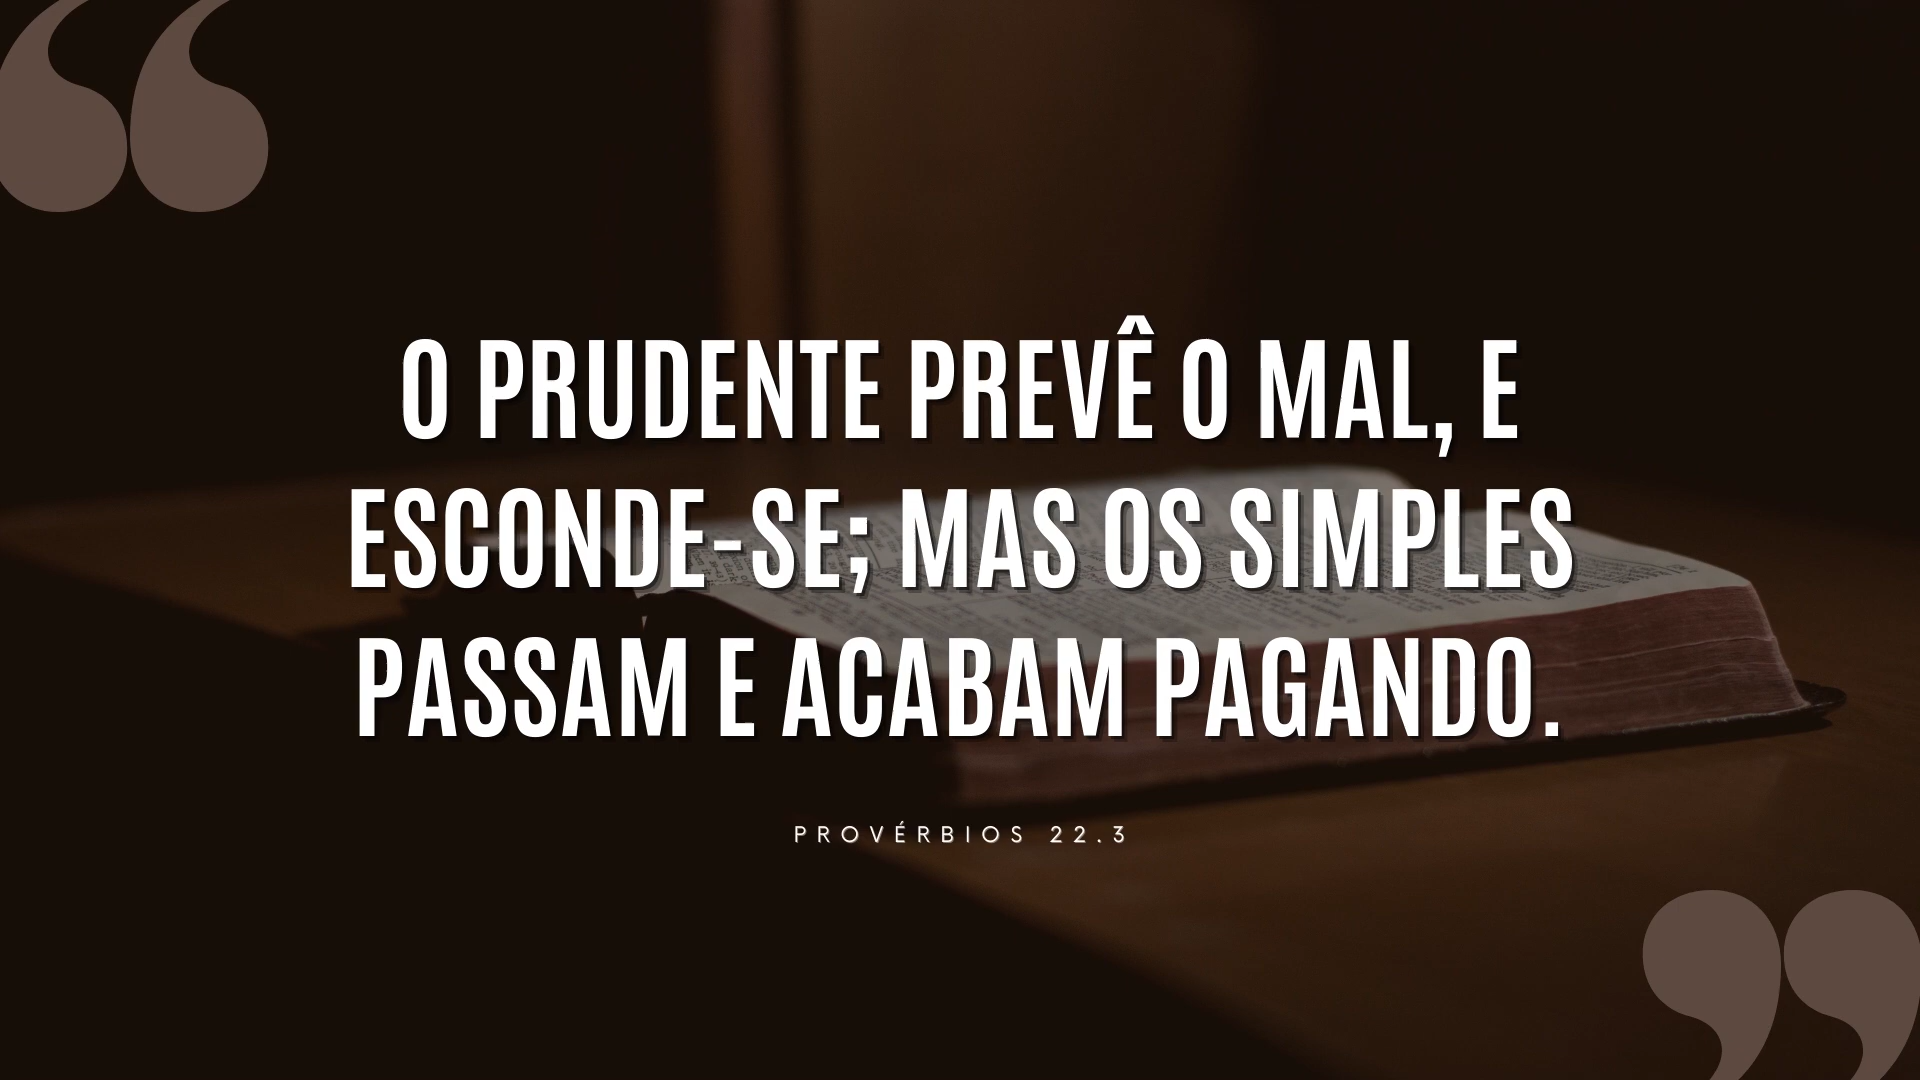 O PRUDENTE PREVÊ O MAL, E
ESCONDE-SE; MAS OS SIMPLES
PASSAM E ACABAM PAGANDO.
PROVÉRBIOS 22.3